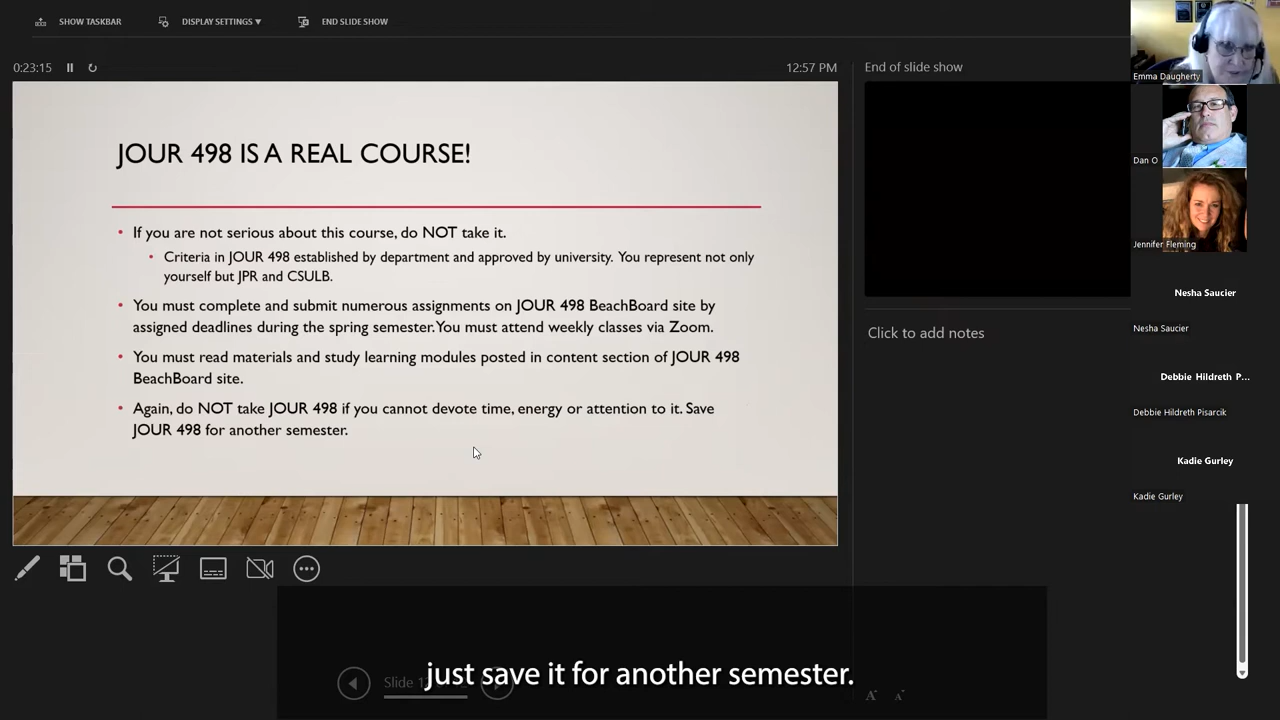 SHOW TASKBAR
DISPLAY SETTINGS
END SLIDE SHOW
0:23:15
12:57 PM
End of slide show
JOUR 498 IS A REAL COURSE!
• If you are not serious about this course, do NOT take it.
• Criteria in JOUR 498 established by department and approved by university. You represent not only
yourself but JPR and CSULB.
• You must complete and submit numerous assignments on JOUR 498 BeachBoard site by
assigned deadlines during the spring semester. You must attend weekly classes via Zoom.
• You must read materials and study learning modules posted in content section of JOUR 498
BeachBoard site.
• Again, do NOT take JOUR 498 if you cannot devote time, energy or attention to it. Save
JOUR 498 for another semester.
Click to add notes
Emma Daugherty
Dan O
Jennifer Fleming
Nesha Saucier
Nesha Saucier
Debbie Hildreth P...
Debbie Hildreth Pisarcik
Kadie Gurley
Kadie Gurley
Slide
just save it for another semester.
A A